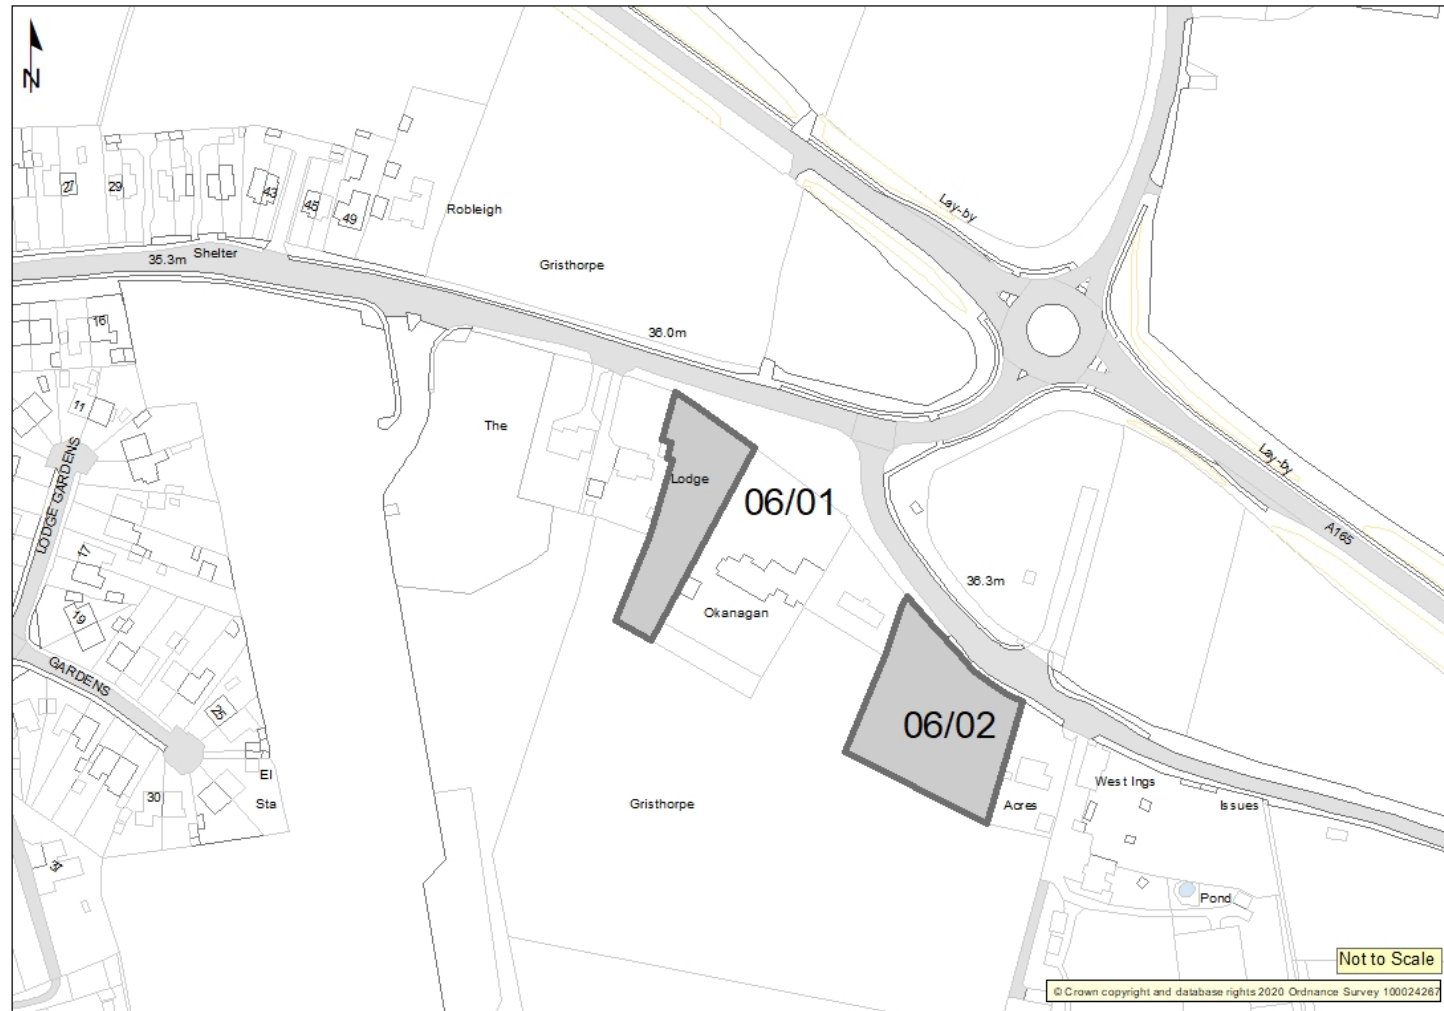 N
Lay-by
27
29
43
45
49
Robleigh
Shelter
35.3m
Gristhorpe
16
36.0m
11
The
LODGE GARDENS
Lodge
06/01
Lay-by
A165
17
36.3m
19
Okanagan
GARDENS
25
06/02
El
Sta
30
Gristhorpe
Acres
West Ings
Issues
31
Pond
Not to Scale
© Crown copyright and database rights 2020 Ordnance Survey 100024267